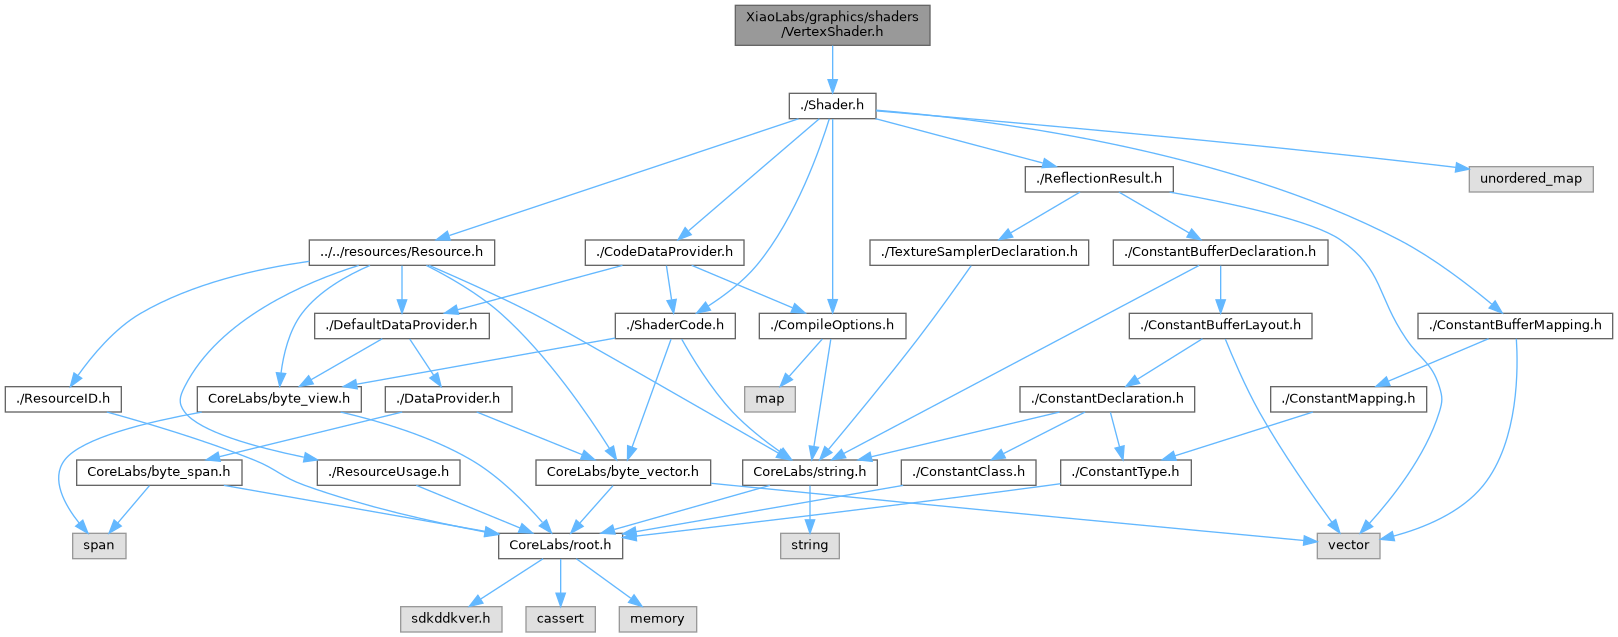 XiaoLabs/graphics/shaders
/VertexShader.h
./Shader.h
./ReflectionResult.h
unordered_map
../../resources/Resource.h
./CodeDataProvider.h
./TextureSamplerDeclaration.h
./ConstantBufferDeclaration.h
./DefaultDataProvider.h
./ShaderCode.h
./CompileOptions.h
./ConstantBufferLayout.h
./ConstantBufferMapping.h
./ResourceID.h
CoreLabs/byte_view.h
./DataProvider.h
map
./ConstantDeclaration.h
./ConstantMapping.h
CoreLabs/byte_span.h
./ResourceUsage.h
CoreLabs/byte_vector.h
CoreLabs/string.h
./ConstantClass.h
./ConstantType.h
span
CoreLabs/root.h
string
vector
sdkddkver.h
cassert
memory